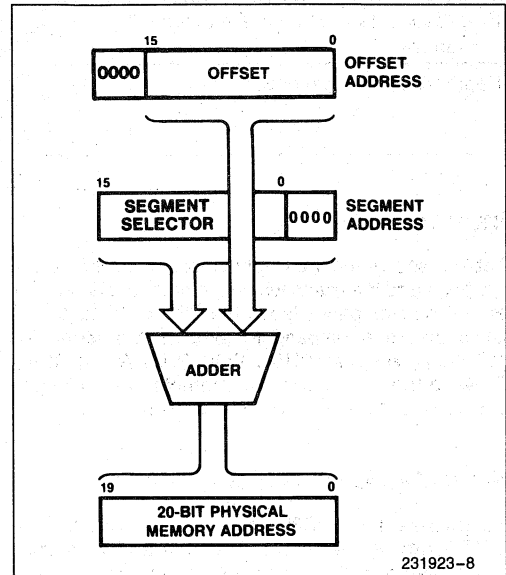 15 0
0000 OFFSET OFFSET
ADDRESS
15 0
SEGMENT
SELECTOR 0000 SEGMENT
ADDRESS
ADDER
19 0
20-BIT PHYSICAL
MEMORY ADDRESS
231923-8